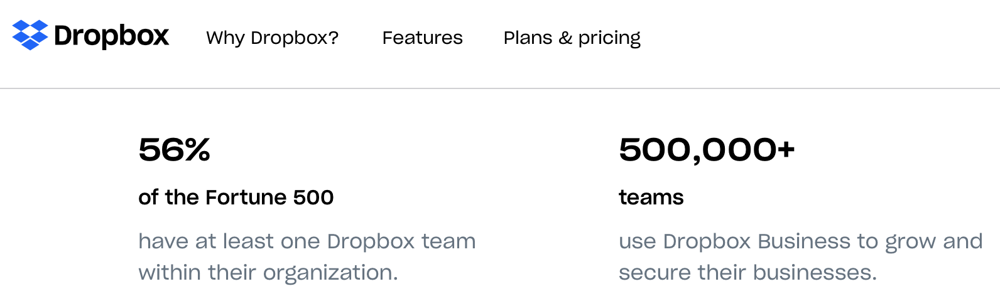 Dropbox Why Dropbox? Features Plans & pricing
56%
of the Fortune 500
have at least one Dropbox team
within their organization.
500,000+
teams
use Dropbox Business to grow and
secure their businesses.